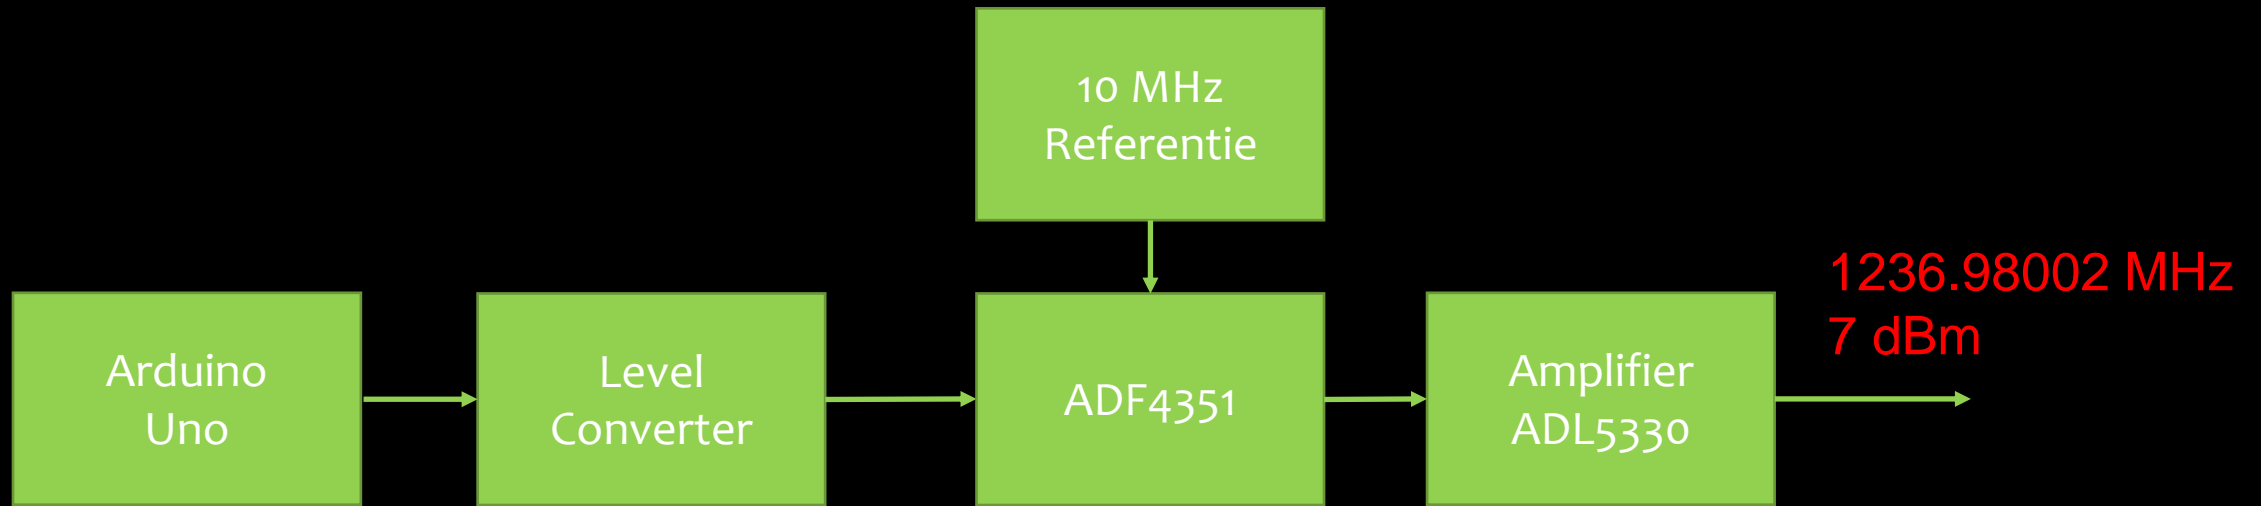 10 MHz
Referentie
1236.98002 MHz
7 dBm
Arduino
Uno
Level
Converter
ADF4351
Amplifier
ADL5330